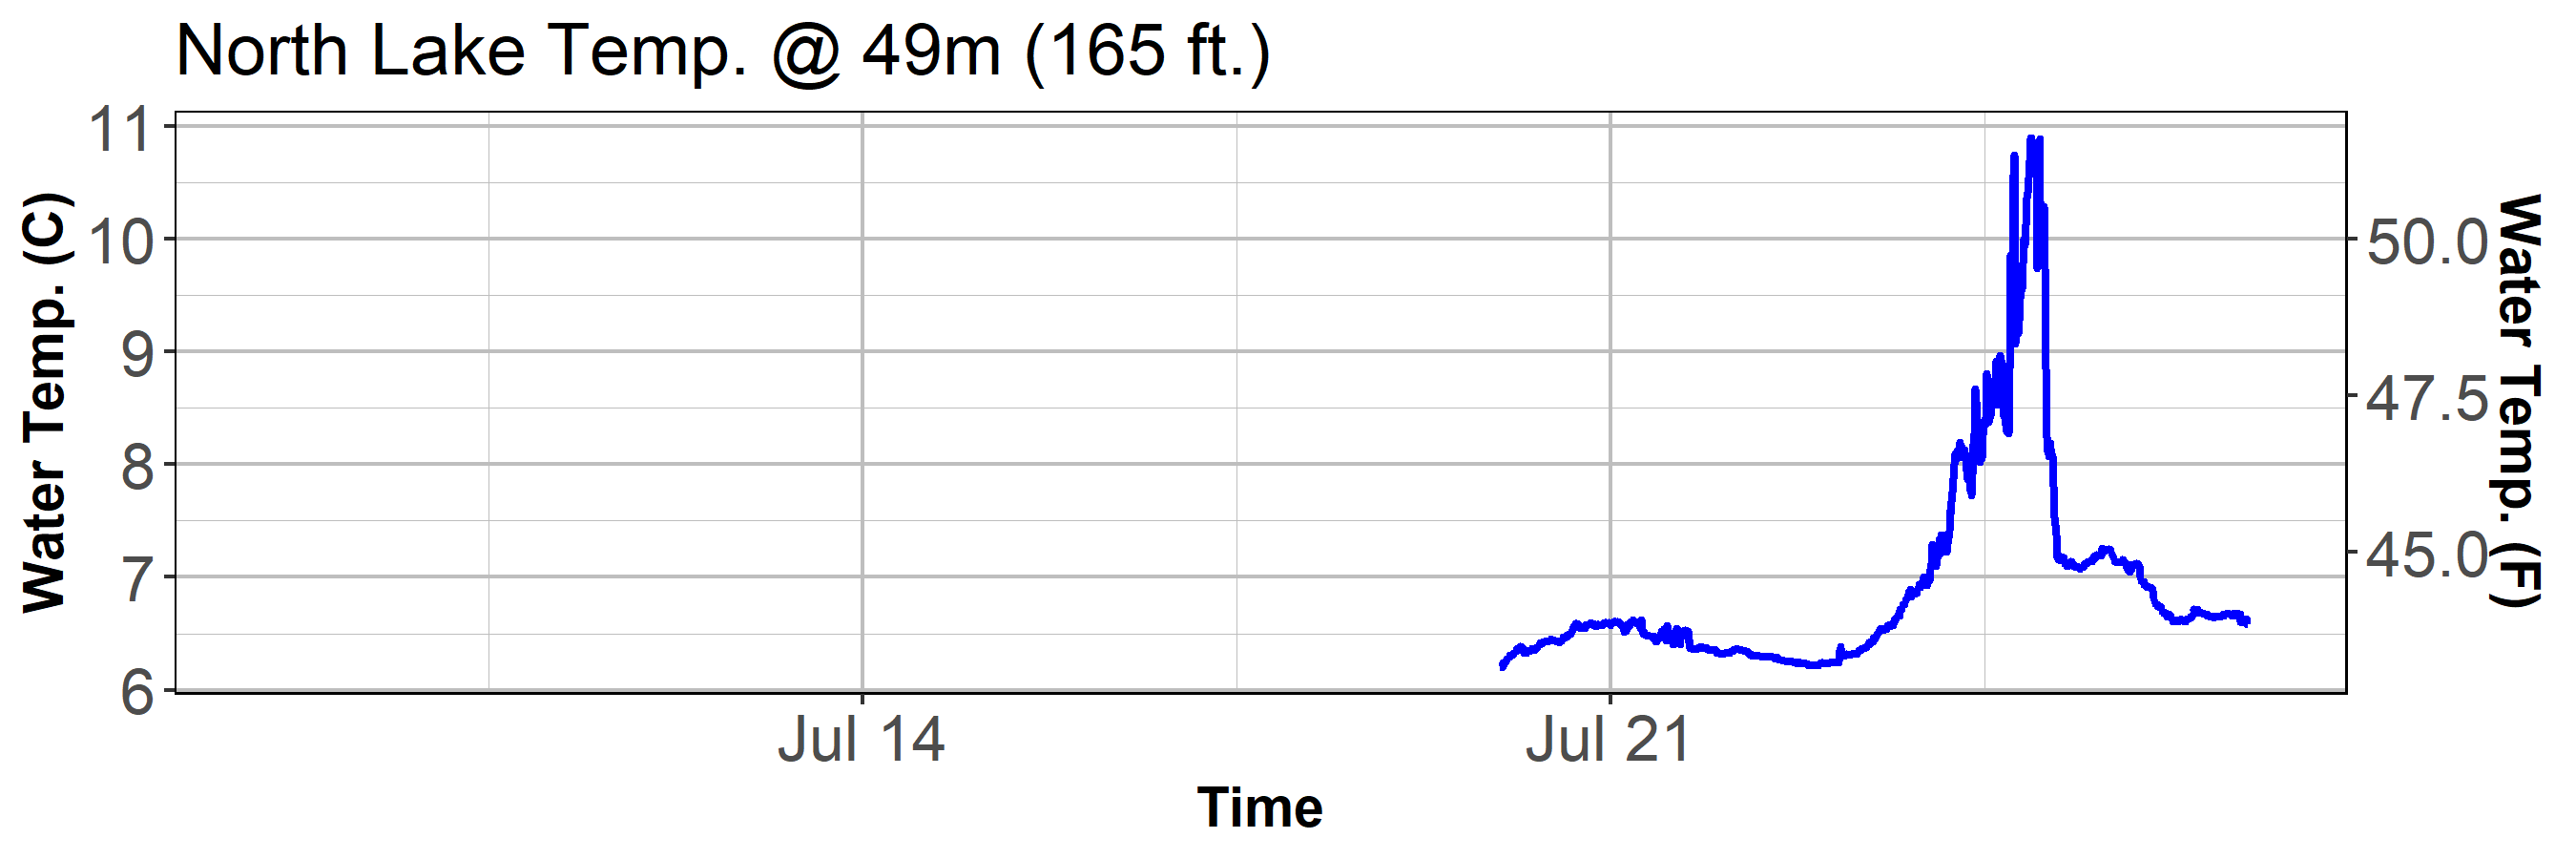 North Lake Temp. @ 49m (165 ft.)
Water Temp. (C)
11
10
9
8
7
6
50.0
47.5
45.0
Water Temp. (F)
Jul 14
Jul 21
Time